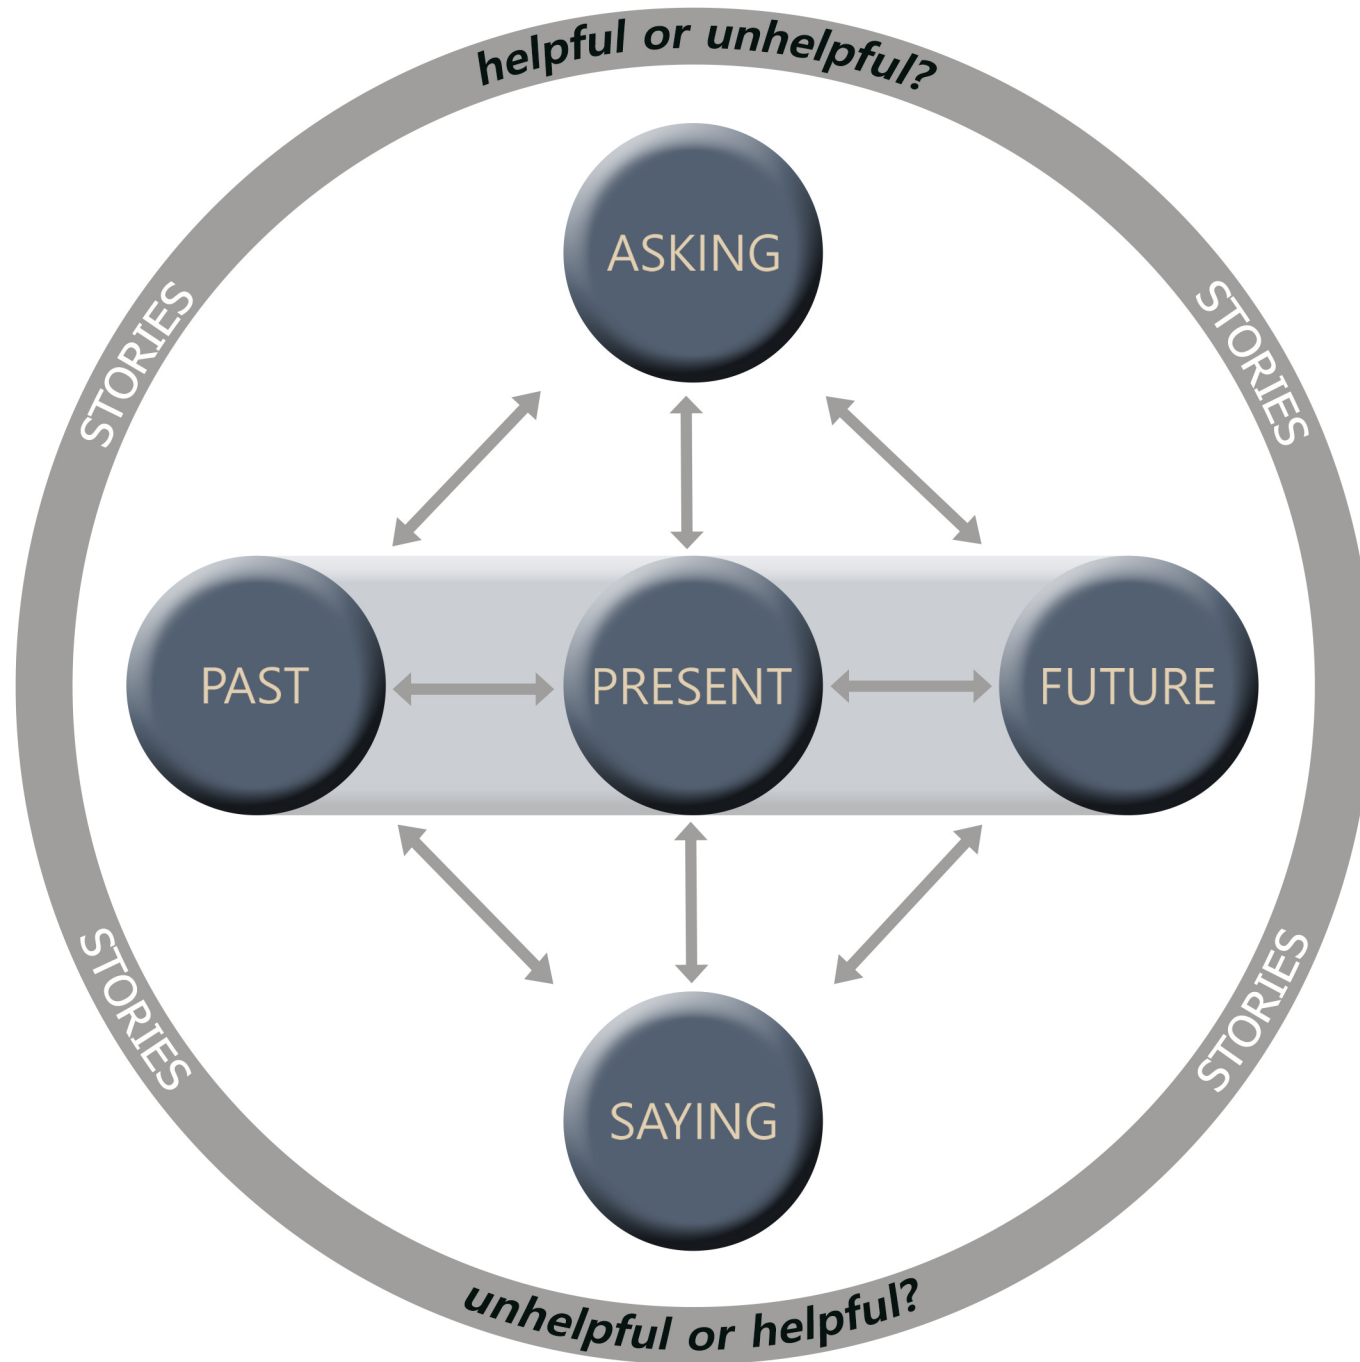 helpful or unhelpful?
ASKING
STORIES
STORIES
PAST
PRESENT
FUTURE
STORIES
STORIES
SAYING
unhelpful or helpful?